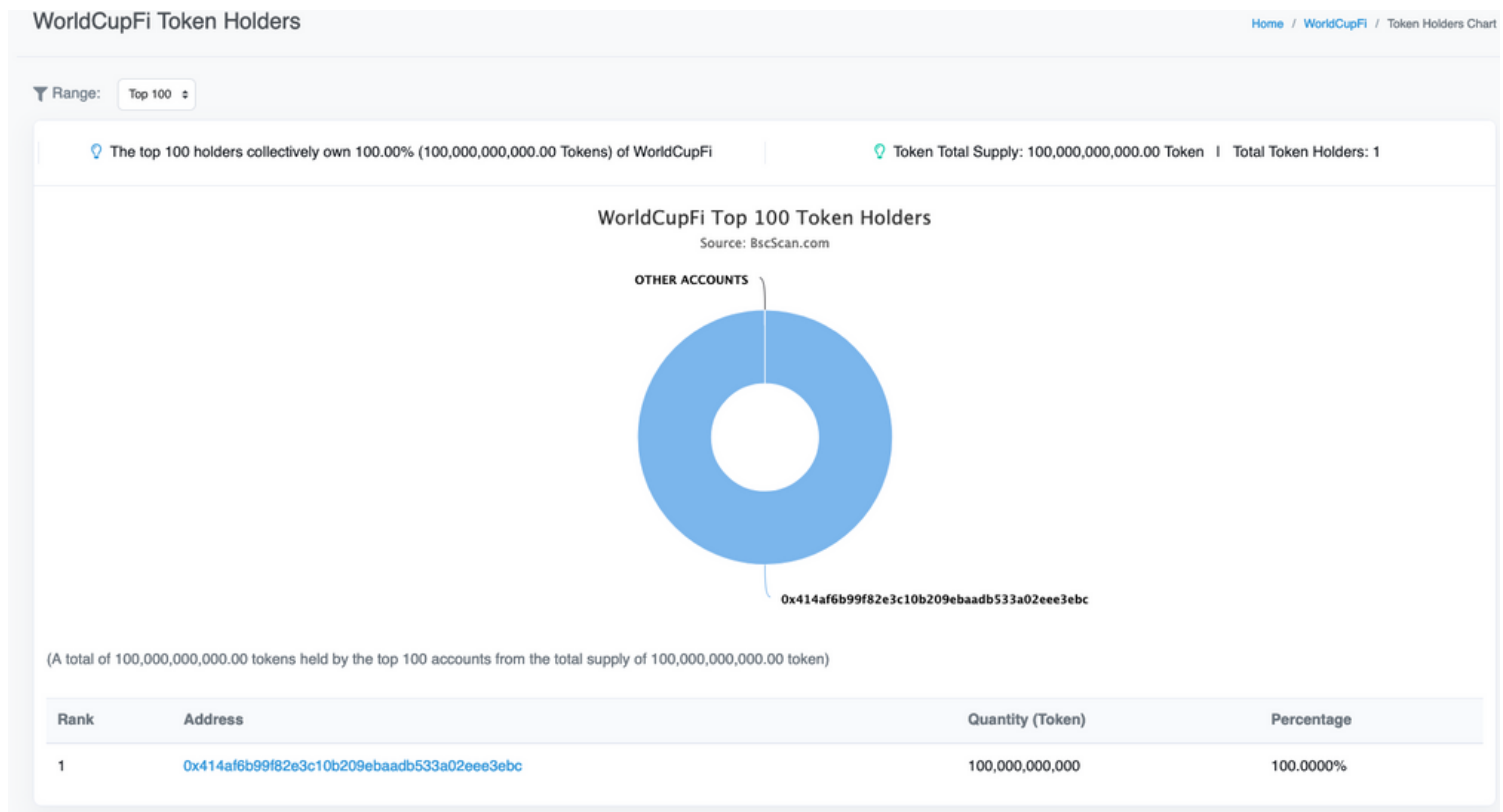 WorldCupFi Token Holders
Home / WorldCupFi / Token Holders Chart
Range: Top 100
The top 100 holders collectively own 100.00% (100,000,000,000.00 Tokens) of WorldCupFi
Token Total Supply: 100,000,000,000.00 Token | Total Token Holders: 1
WorldCupFi Top 100 Token Holders
Source: BscScan.com
OTHER ACCOUNTS
0x414af6b99f82e3c10b209ebaadb533a02eee3ebc
(A total of 100,000,000,000.00 tokens held by the top 100 accounts from the total supply of 100,000,000,000.00 token)
Rank Address Quantity (Token) Percentage
1 0x414af6b99f82e3c10b209ebaadb533a02eee3ebc 100,000,000,000 100.0000%